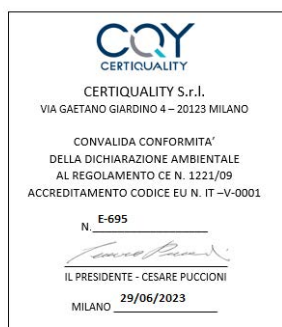 CQY
CERTIQUALITY
CERTIQUALITY S.r.l.
VIA GAETANO GIARDINO 4 – 20123 MILANO
CONVALIDA CONFORMITA’
DELLA DICHIARAZIONE AMBIENTALE
AL REGOLAMENTO CE N. 1221/09
ACCREDITAMENTO CODICE EU N. IT –V-0001
N. E-695
IL PRESIDENTE - CESARE PUCCIONI
MILANO 29/06/2023